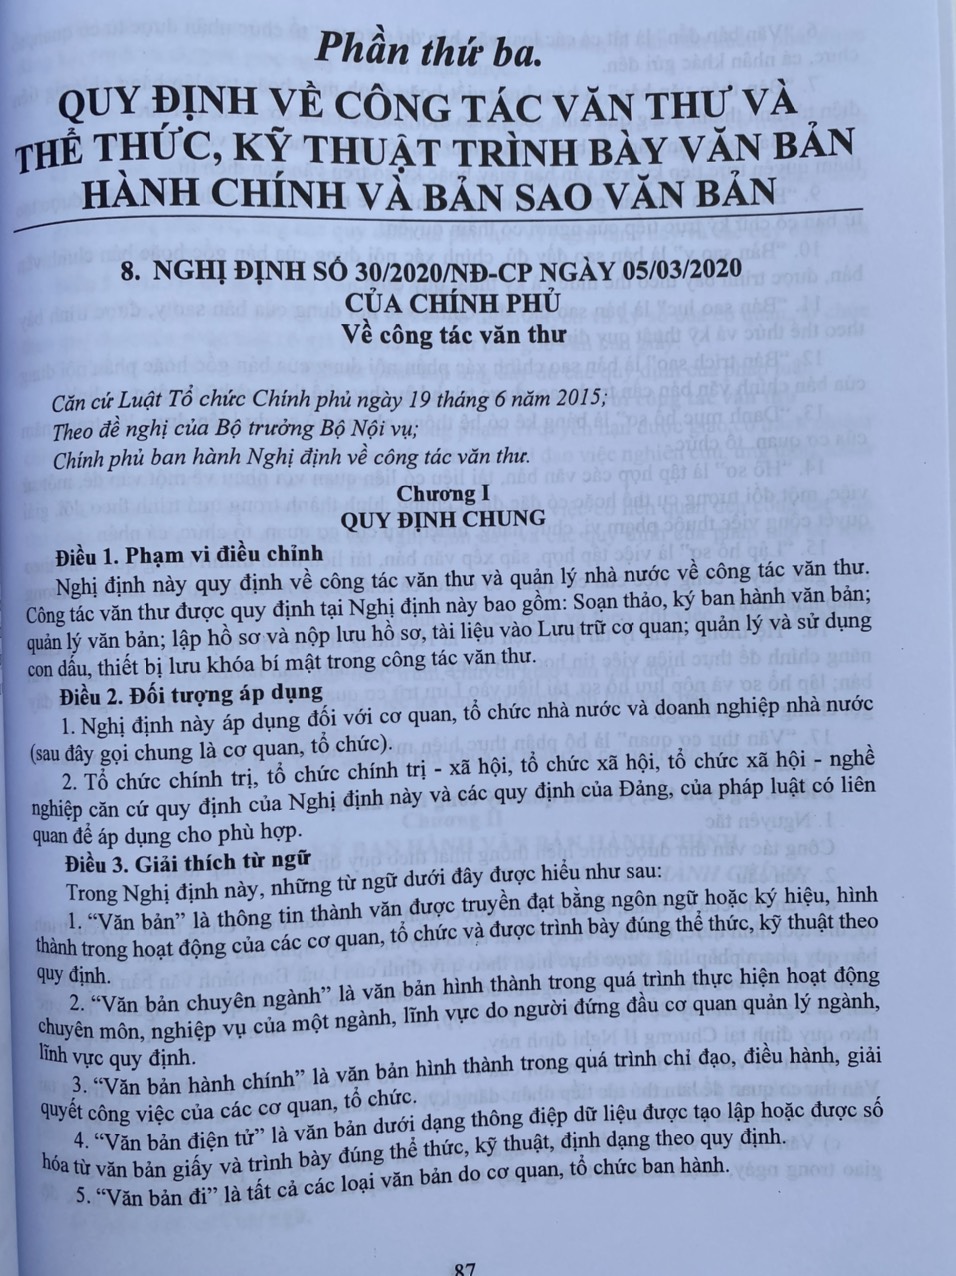 Phần thứ ba.
QUY ĐỊNH VỀ CÔNG TÁC VĂN THƯ VÀ
THỂ THỨC, KỸ THUẬT TRÌNH BÀY VĂN BẢN
HÀNH CHÍNH VÀ BẢN SAO VĂN BẢN
8. NGHỊ ĐỊNH SỐ 30/2020/NĐ-CP NGÀY 05/03/2020
CỦA CHÍNH PHỦ
Về công tác văn thư
Căn cứ Luật Tổ chức Chính phủ ngày 19 tháng 6 năm 2015;
Theo đề nghị của Bộ trưởng Bộ Nội vụ;
Chính phủ ban hành Nghị định về công tác văn thư.
Chương I
QUY ĐỊNH CHUNG
Điều 1. Phạm vi điều chỉnh
Nghị định này quy định về công tác văn thư và quản lý nhà nước về công tác văn thư.
Công tác văn thư được quy định tại Nghị định này bao gồm: Soạn thảo, ký ban hành văn bản;
quản lý văn bản; lập hồ sơ và nộp lưu hồ sơ, tài liệu vào Lưu trữ cơ quan; quản lý và sử dụng
con dấu, thiết bị lưu khóa bí mật trong công tác văn thư.
Điều 2. Đối tượng áp dụng
1. Nghị định này áp dụng đối với cơ quan, tổ chức nhà nước và doanh nghiệp nhà nước
(sau đây gọi chung là cơ quan, tổ chức).
2. Tổ chức chính trị, tổ chức chính trị - xã hội, tổ chức xã hội, tổ chức xã hội - nghề
nghiệp căn cứ quy định của Nghị định này và các quy định của Đảng, của pháp luật có liên
quan để áp dụng cho phù hợp.
Điều 3. Giải thích từ ngữ
Trong Nghị định này, những từ ngữ dưới đây được hiểu như sau:
1. “Văn bản” là thông tin thành văn được truyền đạt bằng ngôn ngữ hoặc ký hiệu, hình
thành trong hoạt động của các cơ quan, tổ chức và được trình bày đúng thể thức, kỹ thuật theo
quy định.
2. “Văn bản chuyên ngành” là văn bản hình thành trong quá trình thực hiện hoạt động
chuyên môn, nghiệp vụ của một ngành, lĩnh vực do người đứng đầu cơ quan quản lý ngành,
lĩnh vực quy định.
3. “Văn bản hành chính” là văn bản hình thành trong quá trình chỉ đạo, điều hành, giải
quyết công việc của các cơ quan, tổ chức.
4. “Văn bản điện tử” là văn bản dưới dạng thông điệp dữ liệu được tạo lập hoặc được số
hóa từ văn bản giấy và trình bày đúng thể thức, kỹ thuật, định dạng theo quy định.
5. “Văn bản đi” là tất cả các loại văn bản do cơ quan, tổ chức ban hành.
87